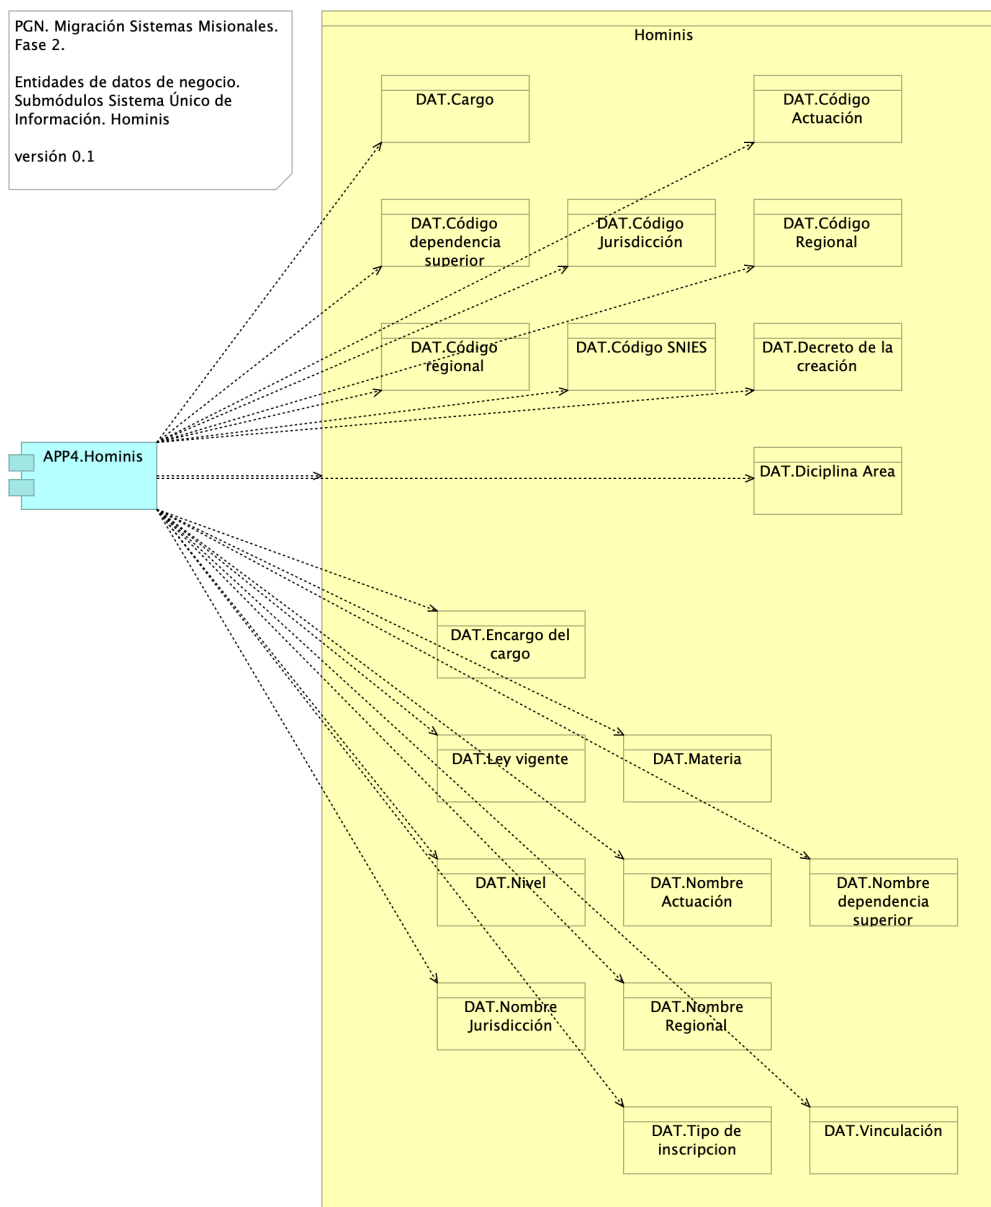 PGN. Migración Sistemas Misionales.
Fase 2.
Entidades de datos de negocio.
Submódulos Sistema Único de
Información. Hominis
versión 0.1
Hominis
DAT.Cargo
DAT.Código
Actuación
DAT.Código
dependencia
superior
DAT.Código
Jurisdicción
DAT.Código
Regional
DAT.Código
regional
DAT.Código SNIES
DAT.Decreto de la
creación
APP4.Hominis
DAT.Diciplina Area
DAT.Encargo del
cargo
DAT.Ley vigente
DAT.Materia
DAT.Nivel
DAT.Nombre
Actuación
DAT.Nombre
dependencia
superior
DAT.Nombre
Jurisdicción
DAT.Nombre
Regional
DAT.Tipo de
inscripcion
DAT.Vinculación